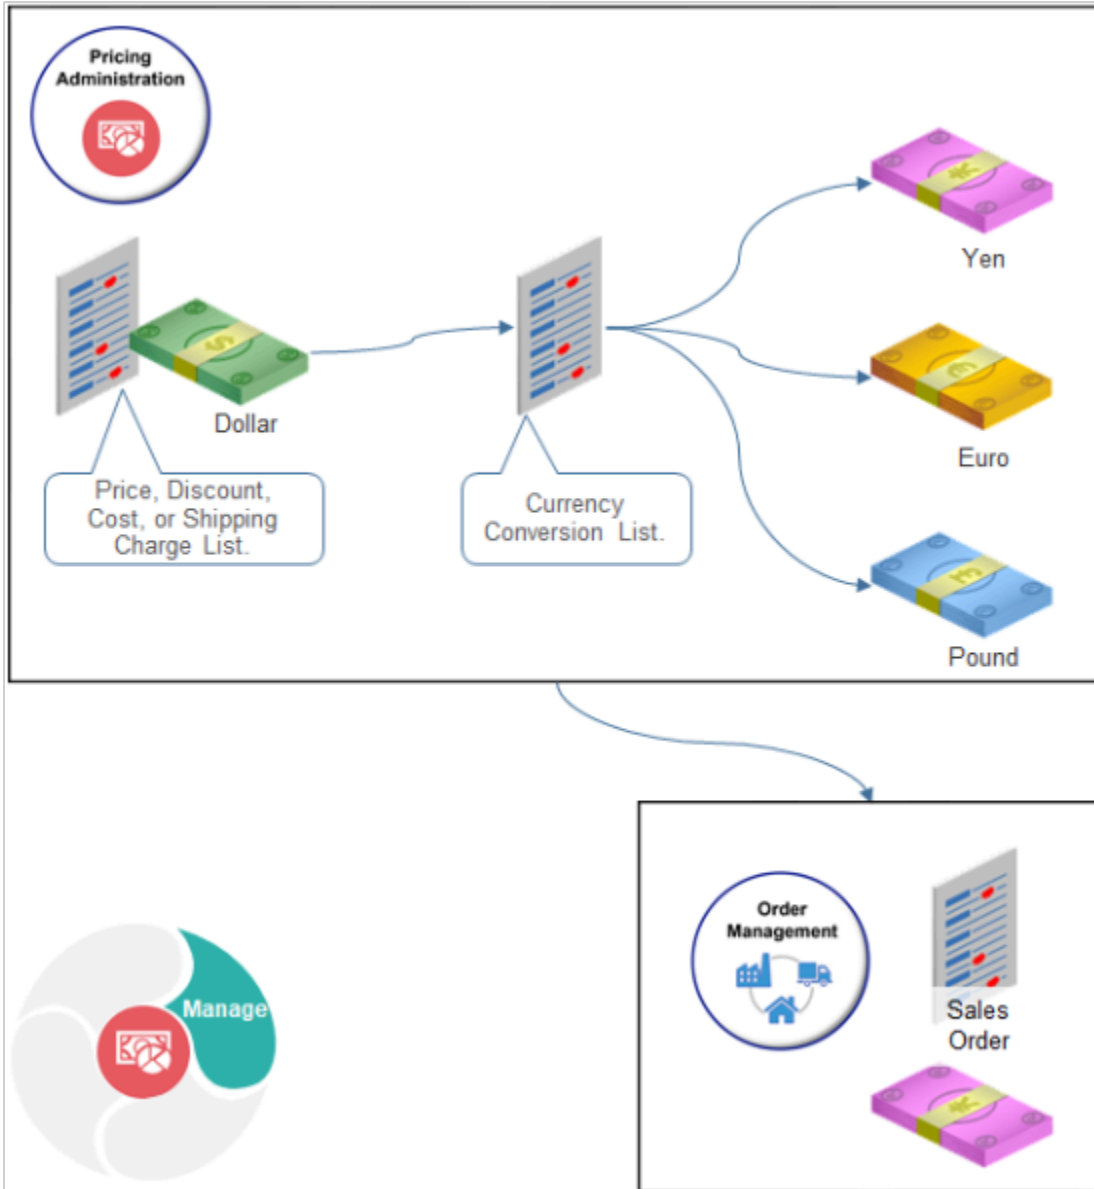 Pricing
Administration
Yen
$
Dollar
Euro
Price, Discount,
Cost, or Shipping
Charge List.
Currency
Conversion List.
Pound
Order
Management
Manage
Sales
Order